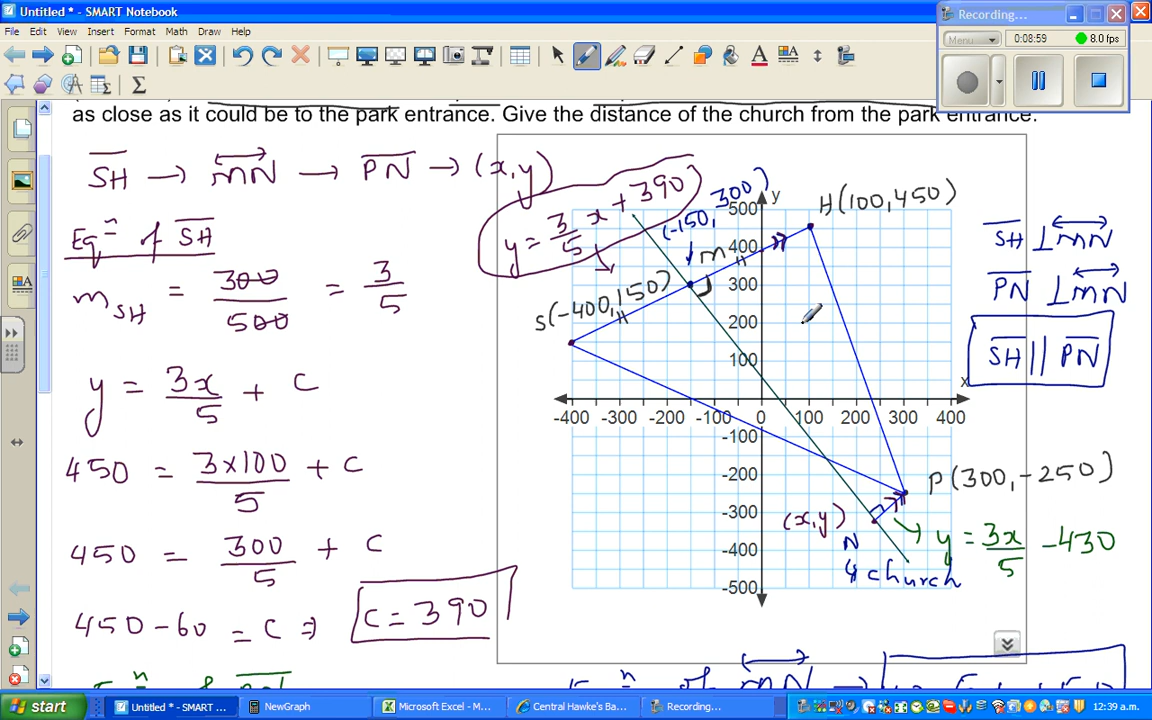 Untitled * - SMART Notebook
Recording...
File Edit View Insert Format Math Draw Help
Menu
0:08:59
8.0 fps
as close as it could be to the park entrance. Give the distance of the church from the park entrance.
SH → MN → PN → (x,y)
Eqⁿ of SH
m SH = 300/500 = 3/5
y = 3x/5 + c
450 = 3×100/5 + c
450 = 300/5 + c
450-60 = c ⇒ c = 390
y = 3/5 x + 390
(-150, 300)
H(100,450)
m
S(-400,150)
P(300,-250)
(x,y)
N
church
y = 3x/5 -430
y
x
500
400
300
200
100
-400 -300 -200 -100 0 100 200 300 400
-100
-200
-300
-400
-500
SH ⊥ MN
PN ⊥ MN
SH || PN
of MN →
start
Untitled * - SMART ...
NewGraph
Microsoft Excel - M...
Central Hawke's Ba...
Recording...
12:39 a.m.